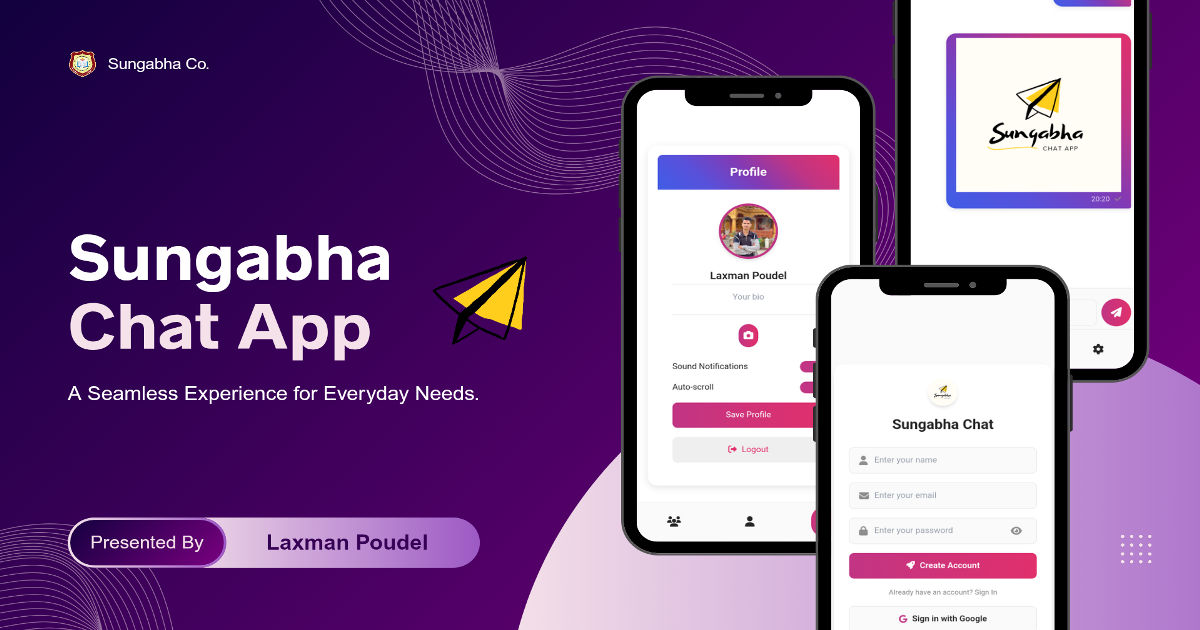 Sungabha Co.
Sungabha
Chat App
A Seamless Experience for Everyday Needs.
Presented By
Laxman Poudel
Profile
Laxman Poudel
Your bio
Sound Notifications
Auto-scroll
Save Profile
Logout
Sungabha
CHAT APP
20:20
Sungabha Chat
Enter your name
Enter your email
Enter your password
Create Account
Already have an account? Sign In
Sign in with Google